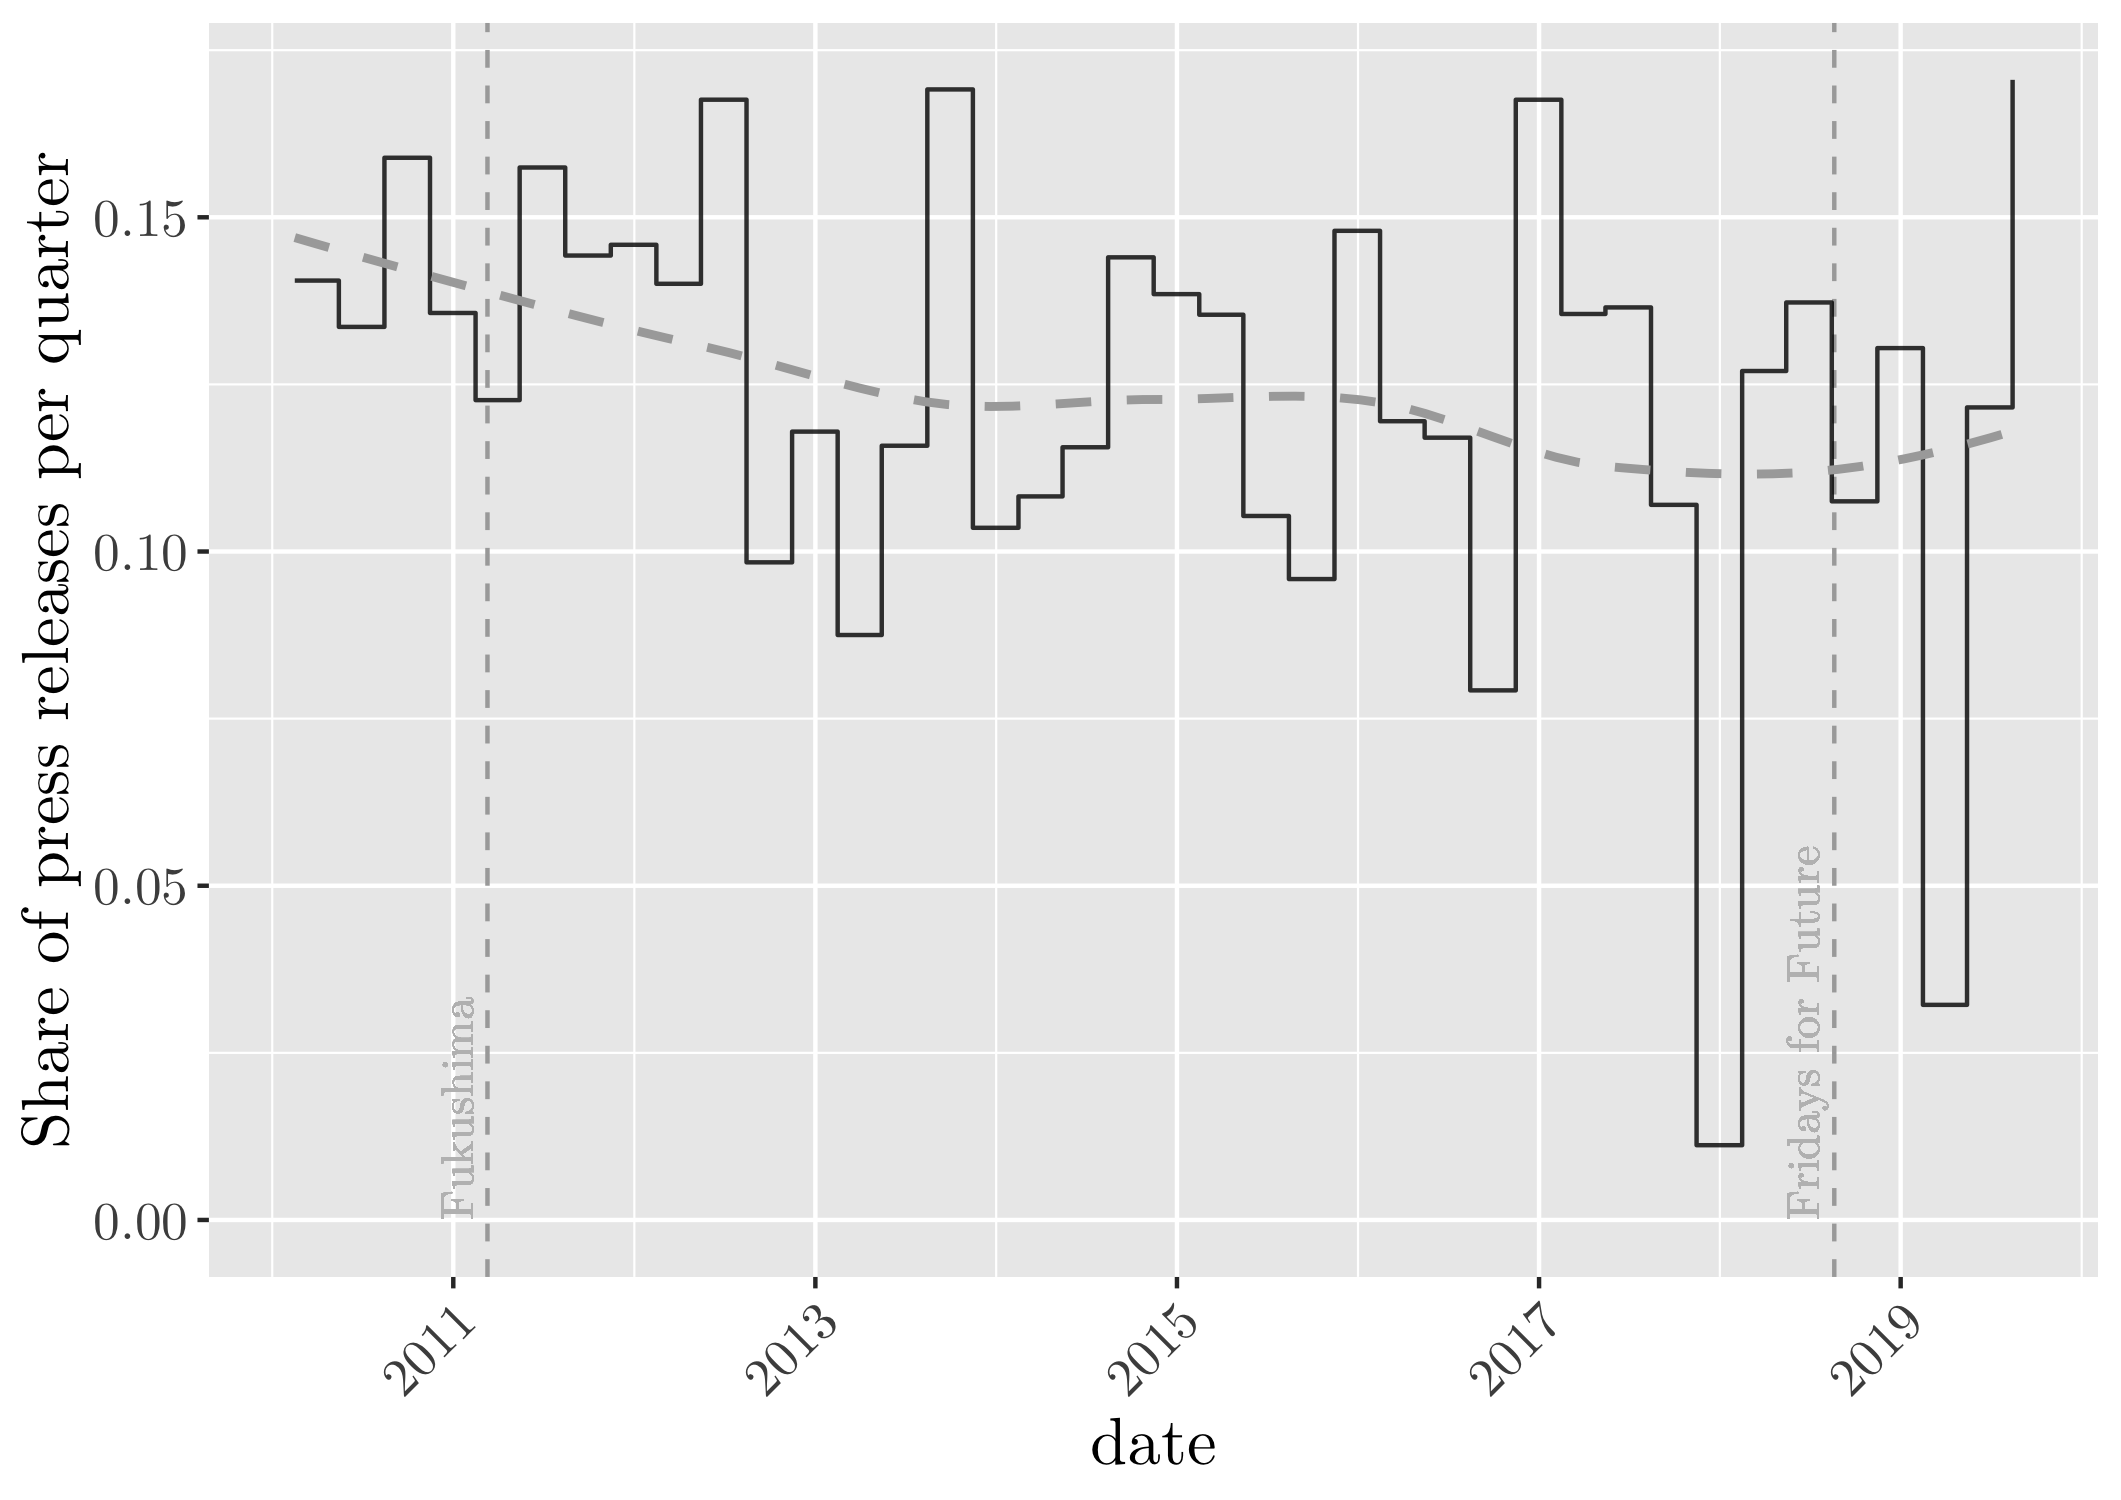 Share of press releases per quarter
0.15
0.10
0.05
0.00
Fukushima
Fridays for Future
2011
2013
2015
2017
2019
date